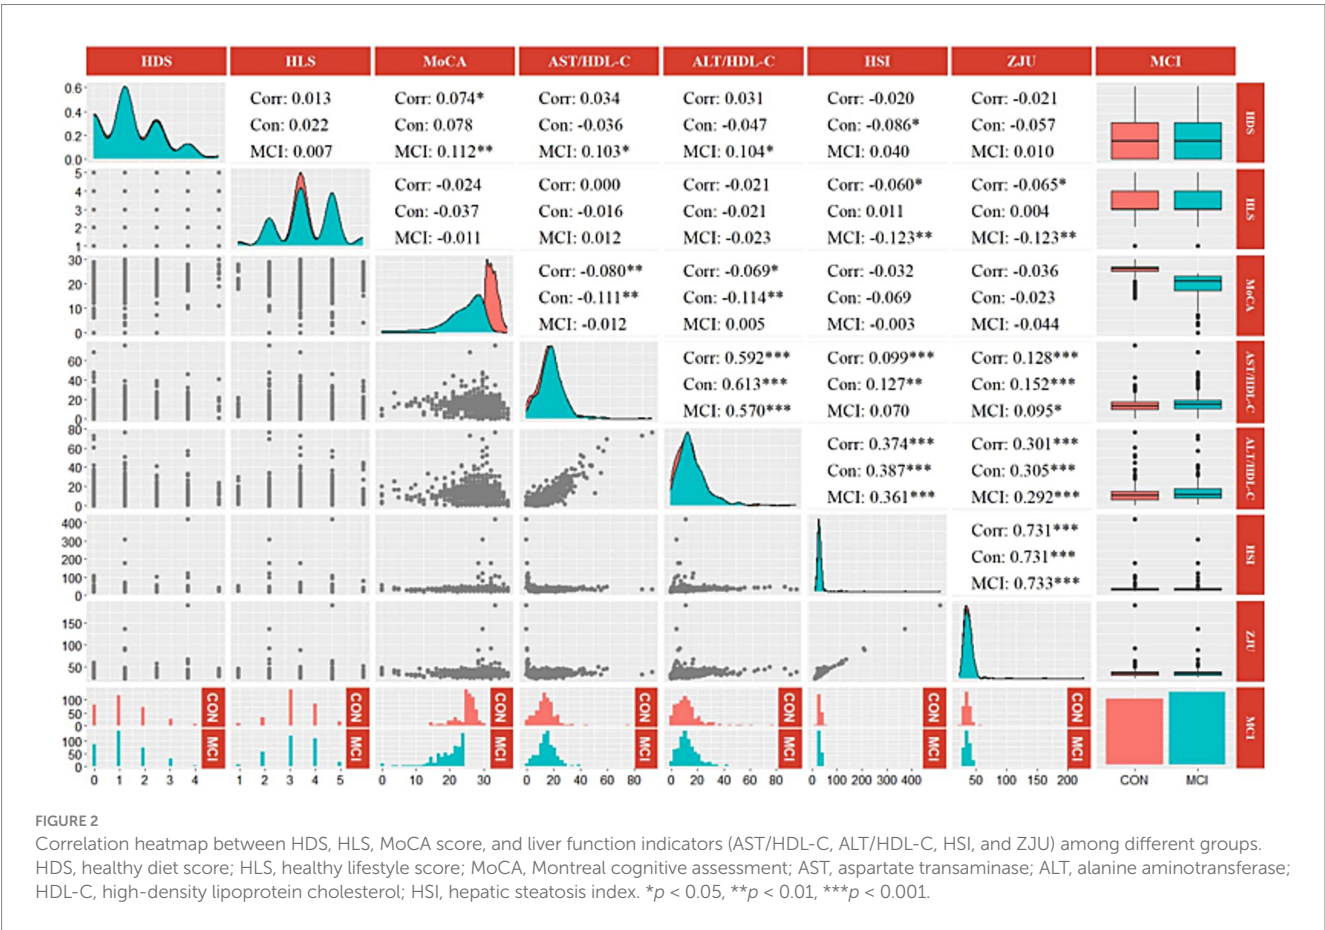 HDS HLS MoCA AST/HDL-C ALT/HDL-C HSI ZJU MCI
0.6
0.4
0.2
0.0
Corr: 0.013 Corr: 0.074* Corr: 0.034 Corr: 0.031 Corr: -0.020 Corr: -0.021
Con: 0.022 Con: 0.078 Con: -0.036 Con: -0.047 Con: -0.086* Con: -0.057
MCI: 0.007 MCI: 0.112** MCI: 0.103* MCI: 0.104* MCI: 0.040 MCI: 0.010
HDS
5
4
3
2
1
Corr: -0.024 Corr: 0.000 Corr: -0.021 Corr: -0.060* Corr: -0.065*
Con: -0.037 Con: -0.016 Con: -0.021 Con: 0.011 Con: 0.004
MCI: -0.011 MCI: 0.012 MCI: -0.023 MCI: -0.123** MCI: -0.123**
HLS
30
20
10
0
Corr: -0.080** Corr: -0.069* Corr: -0.032 Corr: -0.036
Con: -0.111** Con: -0.114** Con: -0.069 Con: -0.023
MCI: -0.012 MCI: 0.005 MCI: -0.003 MCI: -0.044
MoCA
60
40
20
0
Corr: 0.592*** Corr: 0.099*** Corr: 0.128***
Con: 0.613*** Con: 0.127** Con: 0.152***
MCI: 0.570*** MCI: 0.070 MCI: 0.095*
AST/HDL-C
80
60
40
20
0
Corr: 0.374*** Corr: 0.301***
Con: 0.387*** Con: 0.305***
MCI: 0.361*** MCI: 0.292***
ALT/HDL-C
400
300
200
100
0
Corr: 0.731***
Con: 0.731***
MCI: 0.733***
HSI
150
100
50
ZJU
100
50
0
CON CON CON CON CON CON CON
100
50
0
MCI MCI MCI MCI MCI MCI MCI
MCI
0 1 2 3 4 1 2 3 4 5 0 10 20 30 0 20 40 60 80 0 20 40 60 80 0 100 200 300 400 50 100 150 200 CON MCI
FIGURE 2
Correlation heatmap between HDS, HLS, MoCA score, and liver function indicators (AST/HDL-C, ALT/HDL-C, HSI, and ZJU) among different groups.
HDS, healthy diet score; HLS, healthy lifestyle score; MoCA, Montreal cognitive assessment; AST, aspartate transaminase; ALT, alanine aminotransferase;
HDL-C, high-density lipoprotein cholesterol; HSI, hepatic steatosis index. *p < 0.05, **p < 0.01, ***p < 0.001.